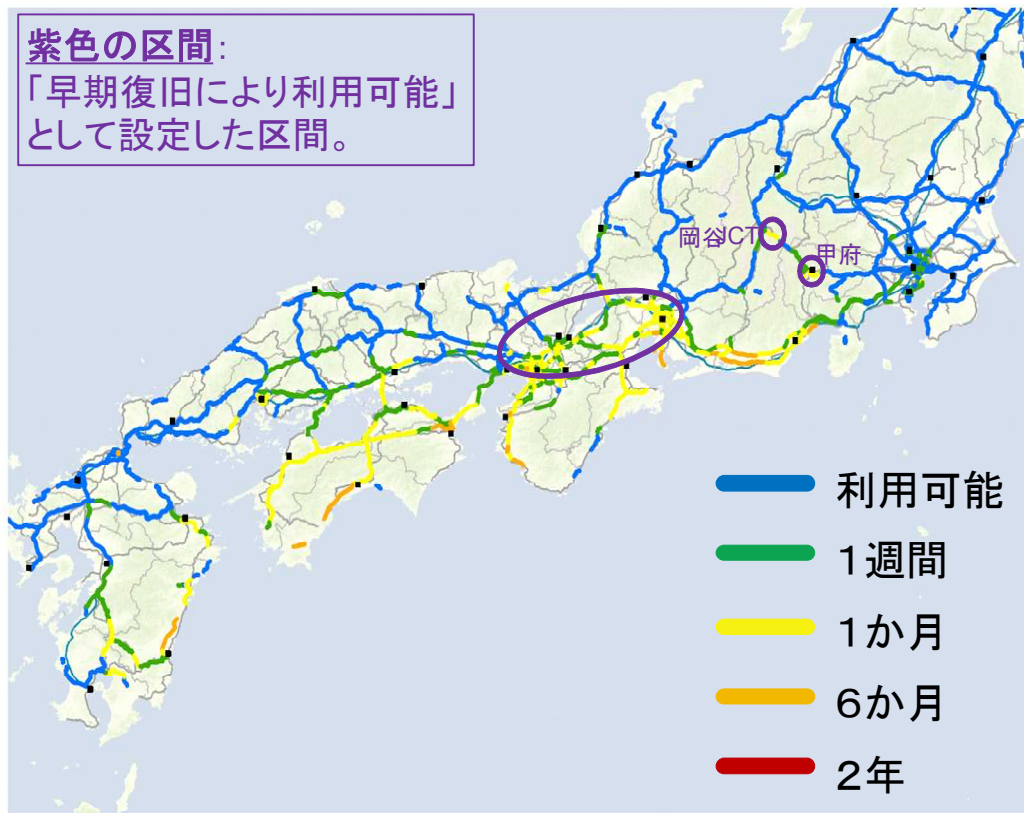 紫色の区間:
「早期復旧により利用可能」
として設定した区間。
岡谷JCT
甲府
利用可能
1週間
1か月
6か月
2年